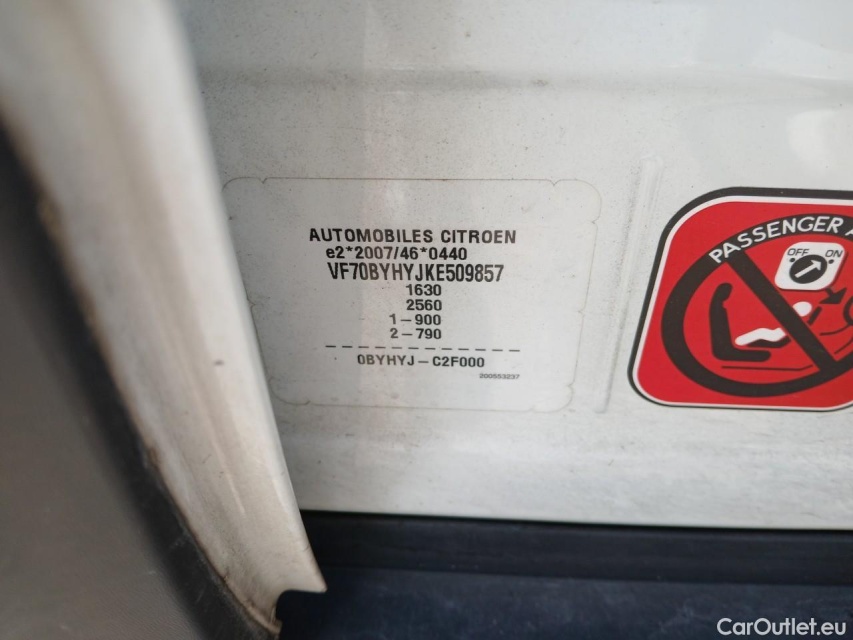 AUTOMOBILES CITROEN
e2*2007/46*0440
VF70BYHYJKE509857
1630
2560
1-900
2-790
0BYHYJ-C2F000
200553237
PASSENGER A
OFF ON
CarOutlet.eu